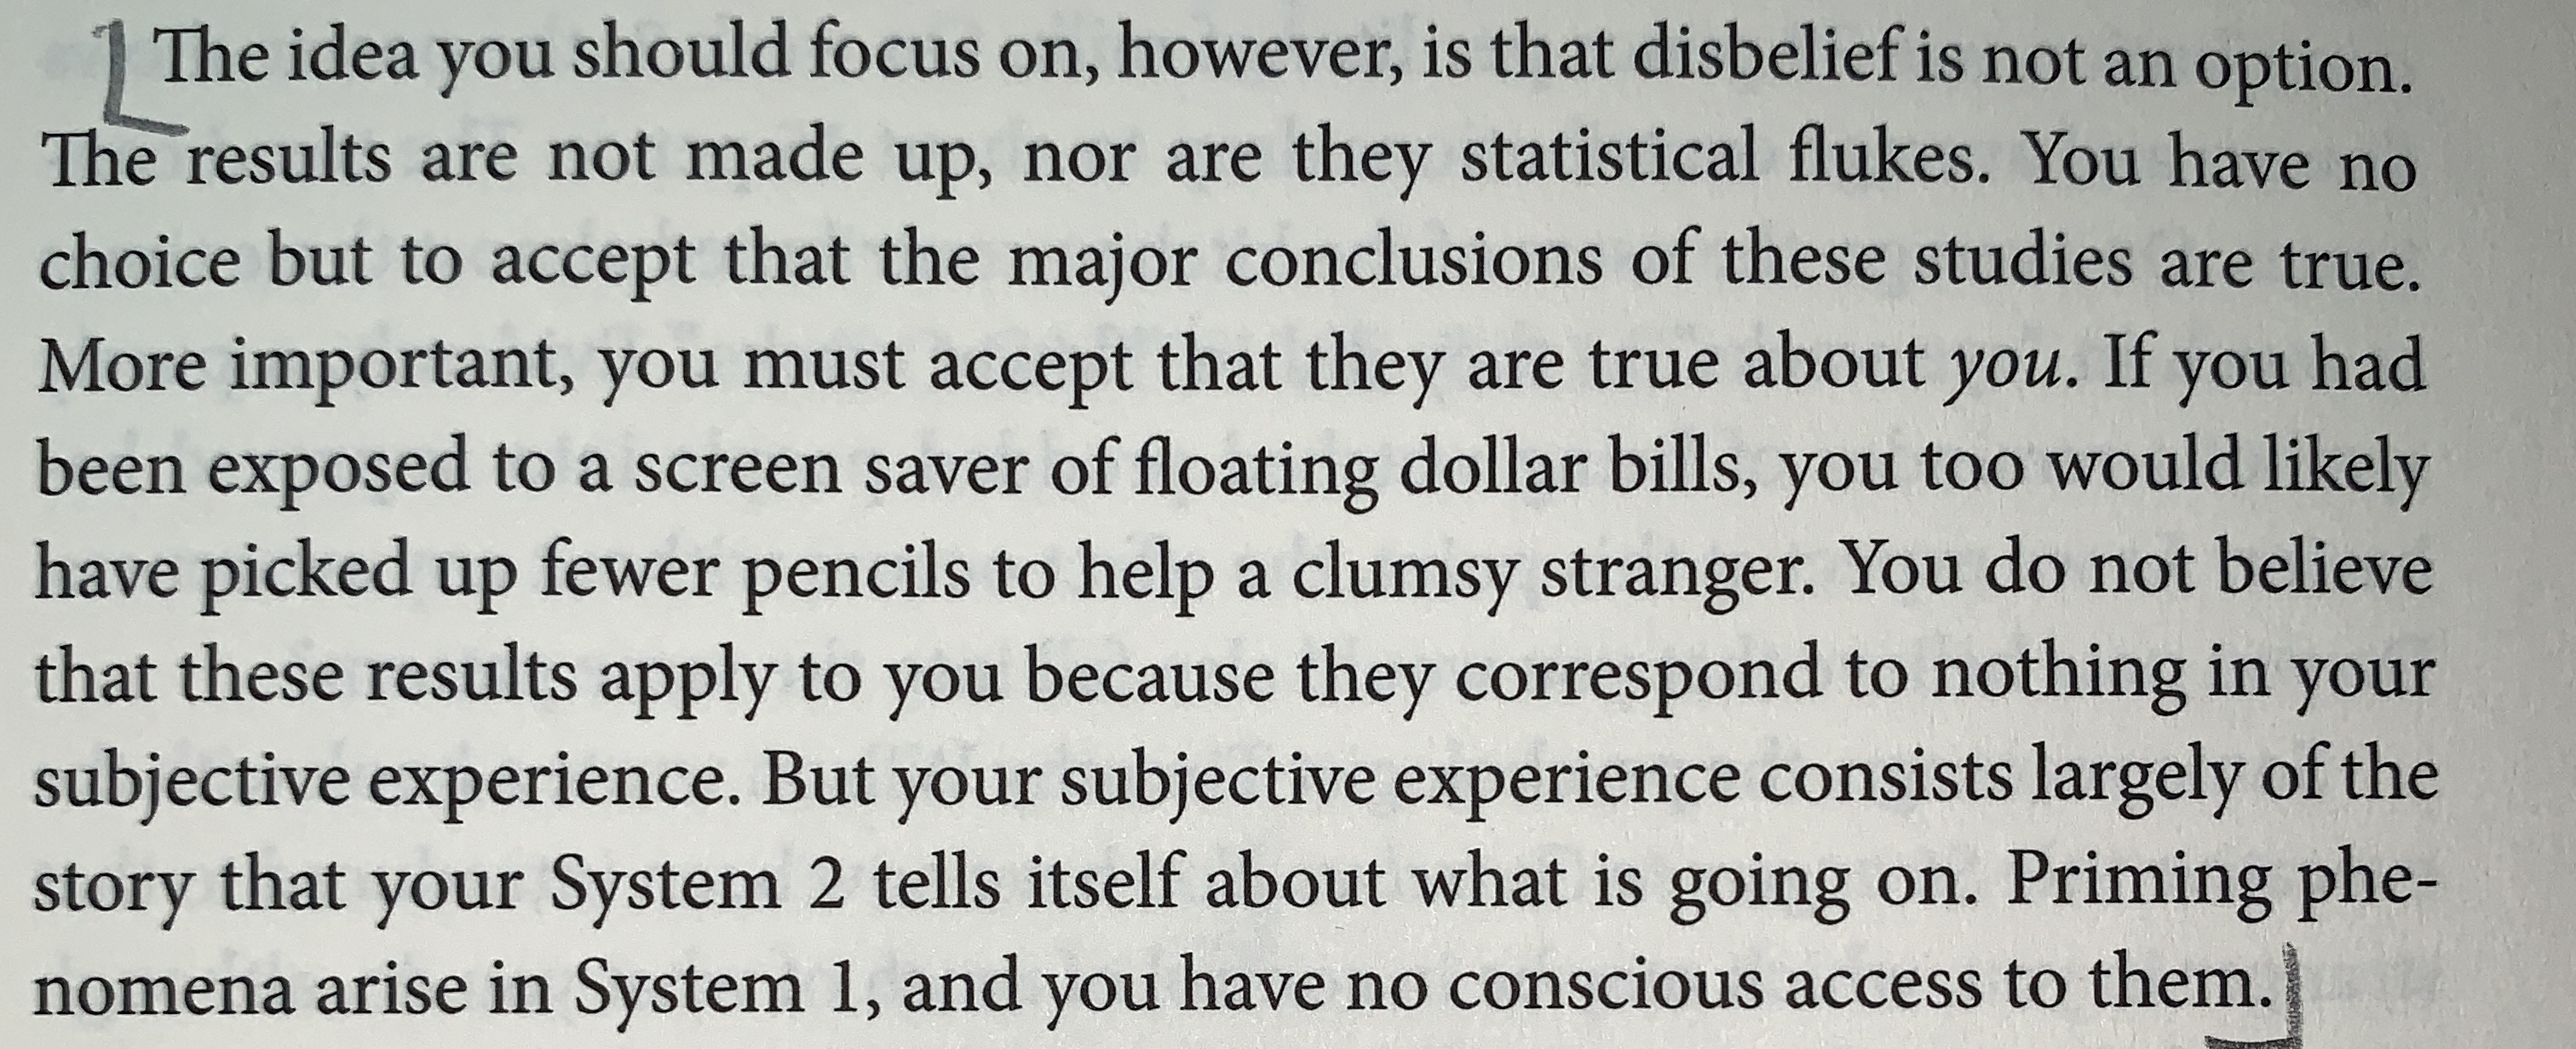 The idea you should focus on, however, is that disbelief is not an option.
The results are not made up, nor are they statistical flukes. You have no
choice but to accept that the major conclusions of these studies are true.
More important, you must accept that they are true about you. If you had
been exposed to a screen saver of floating dollar bills, you too would likely
have picked up fewer pencils to help a clumsy stranger. You do not believe
that these results apply to you because they correspond to nothing in your
subjective experience. But your subjective experience consists largely of the
story that your System 2 tells itself about what is going on. Priming phe-
nomena arise in System 1, and you have no conscious access to them.